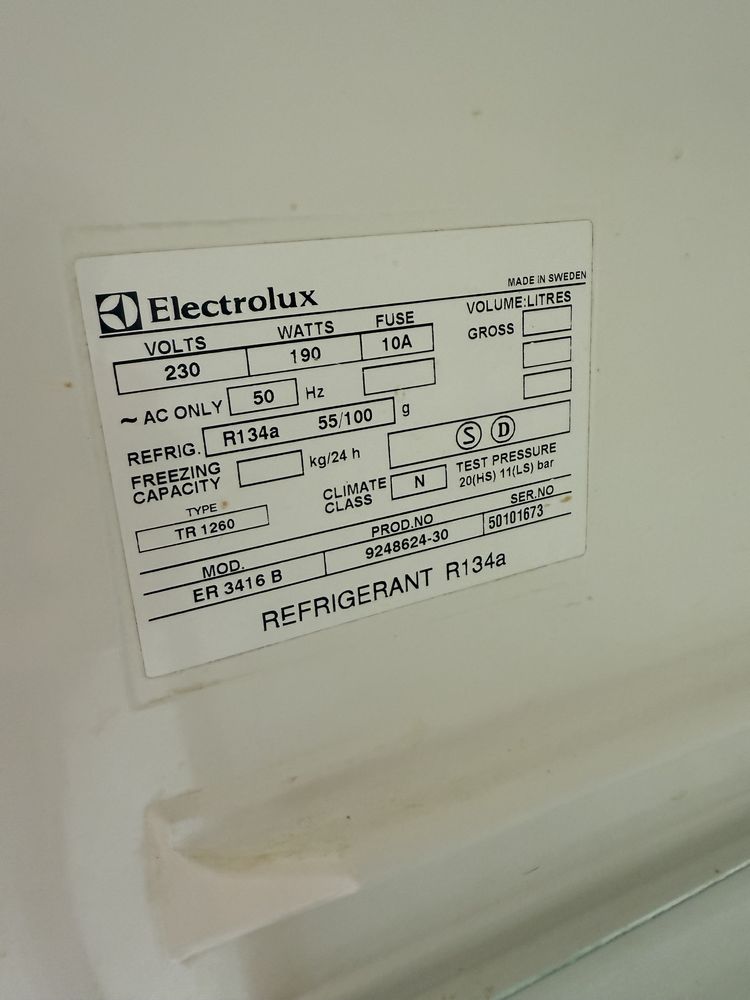 MADE IN SWEDEN
Electrolux
VOLTS WATTS FUSE VOLUME:LITRES
230 190 10A GROSS
~ AC ONLY 50 Hz
REFRIG. R134a 55/100 g
S D
FREEZING CAPACITY kg/24 h
CLIMATE CLASS N
TEST PRESSURE
20(HS) 11(LS) bar
TYPE
TR 1260
MOD. PROD.NO SER.NO
ER 3416 B 9248624-30 50101673
REFRIGERANT R134a